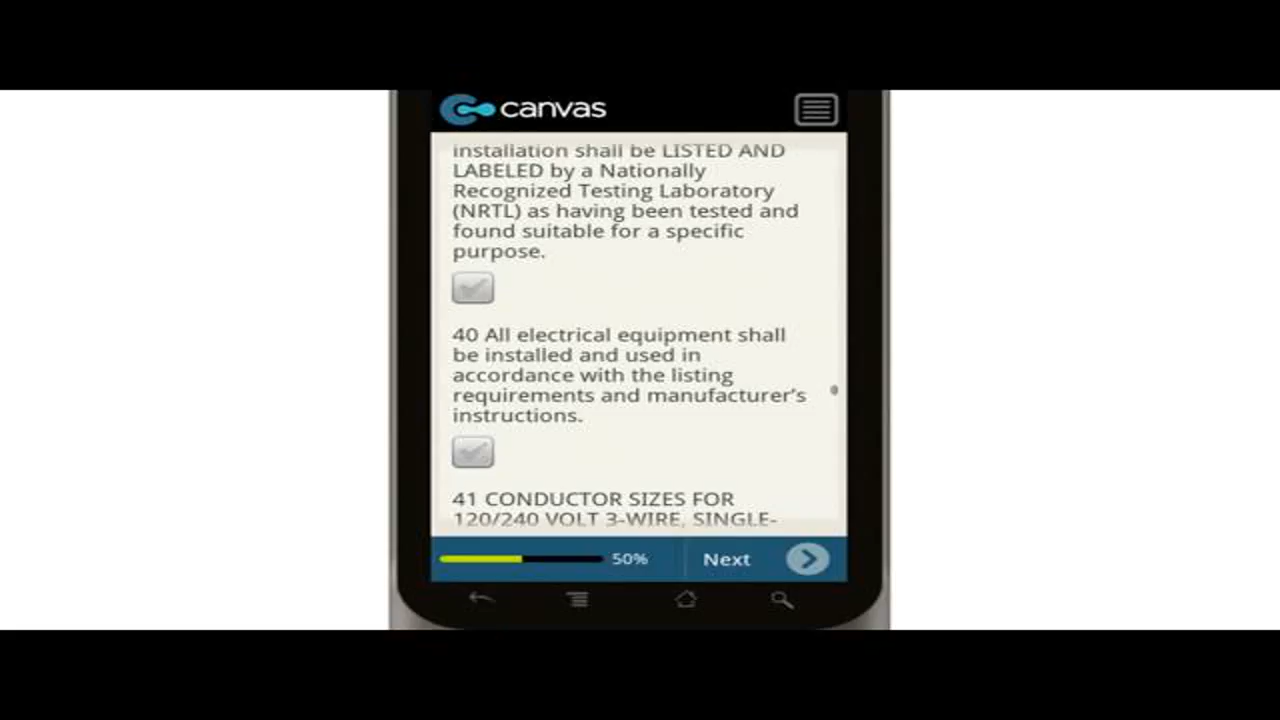 canvas
installation shall be LISTED AND
LABELED by a Nationally
Recognized Testing Laboratory
(NRTL) as having been tested and
found suitable for a specific
purpose.
40 All electrical equipment shall
be installed and used in
accordance with the listing
requirements and manufacturer's
instructions.
41 CONDUCTOR SIZES FOR
120/240 VOLT 3-WIRE, SINGLE-
50% Next